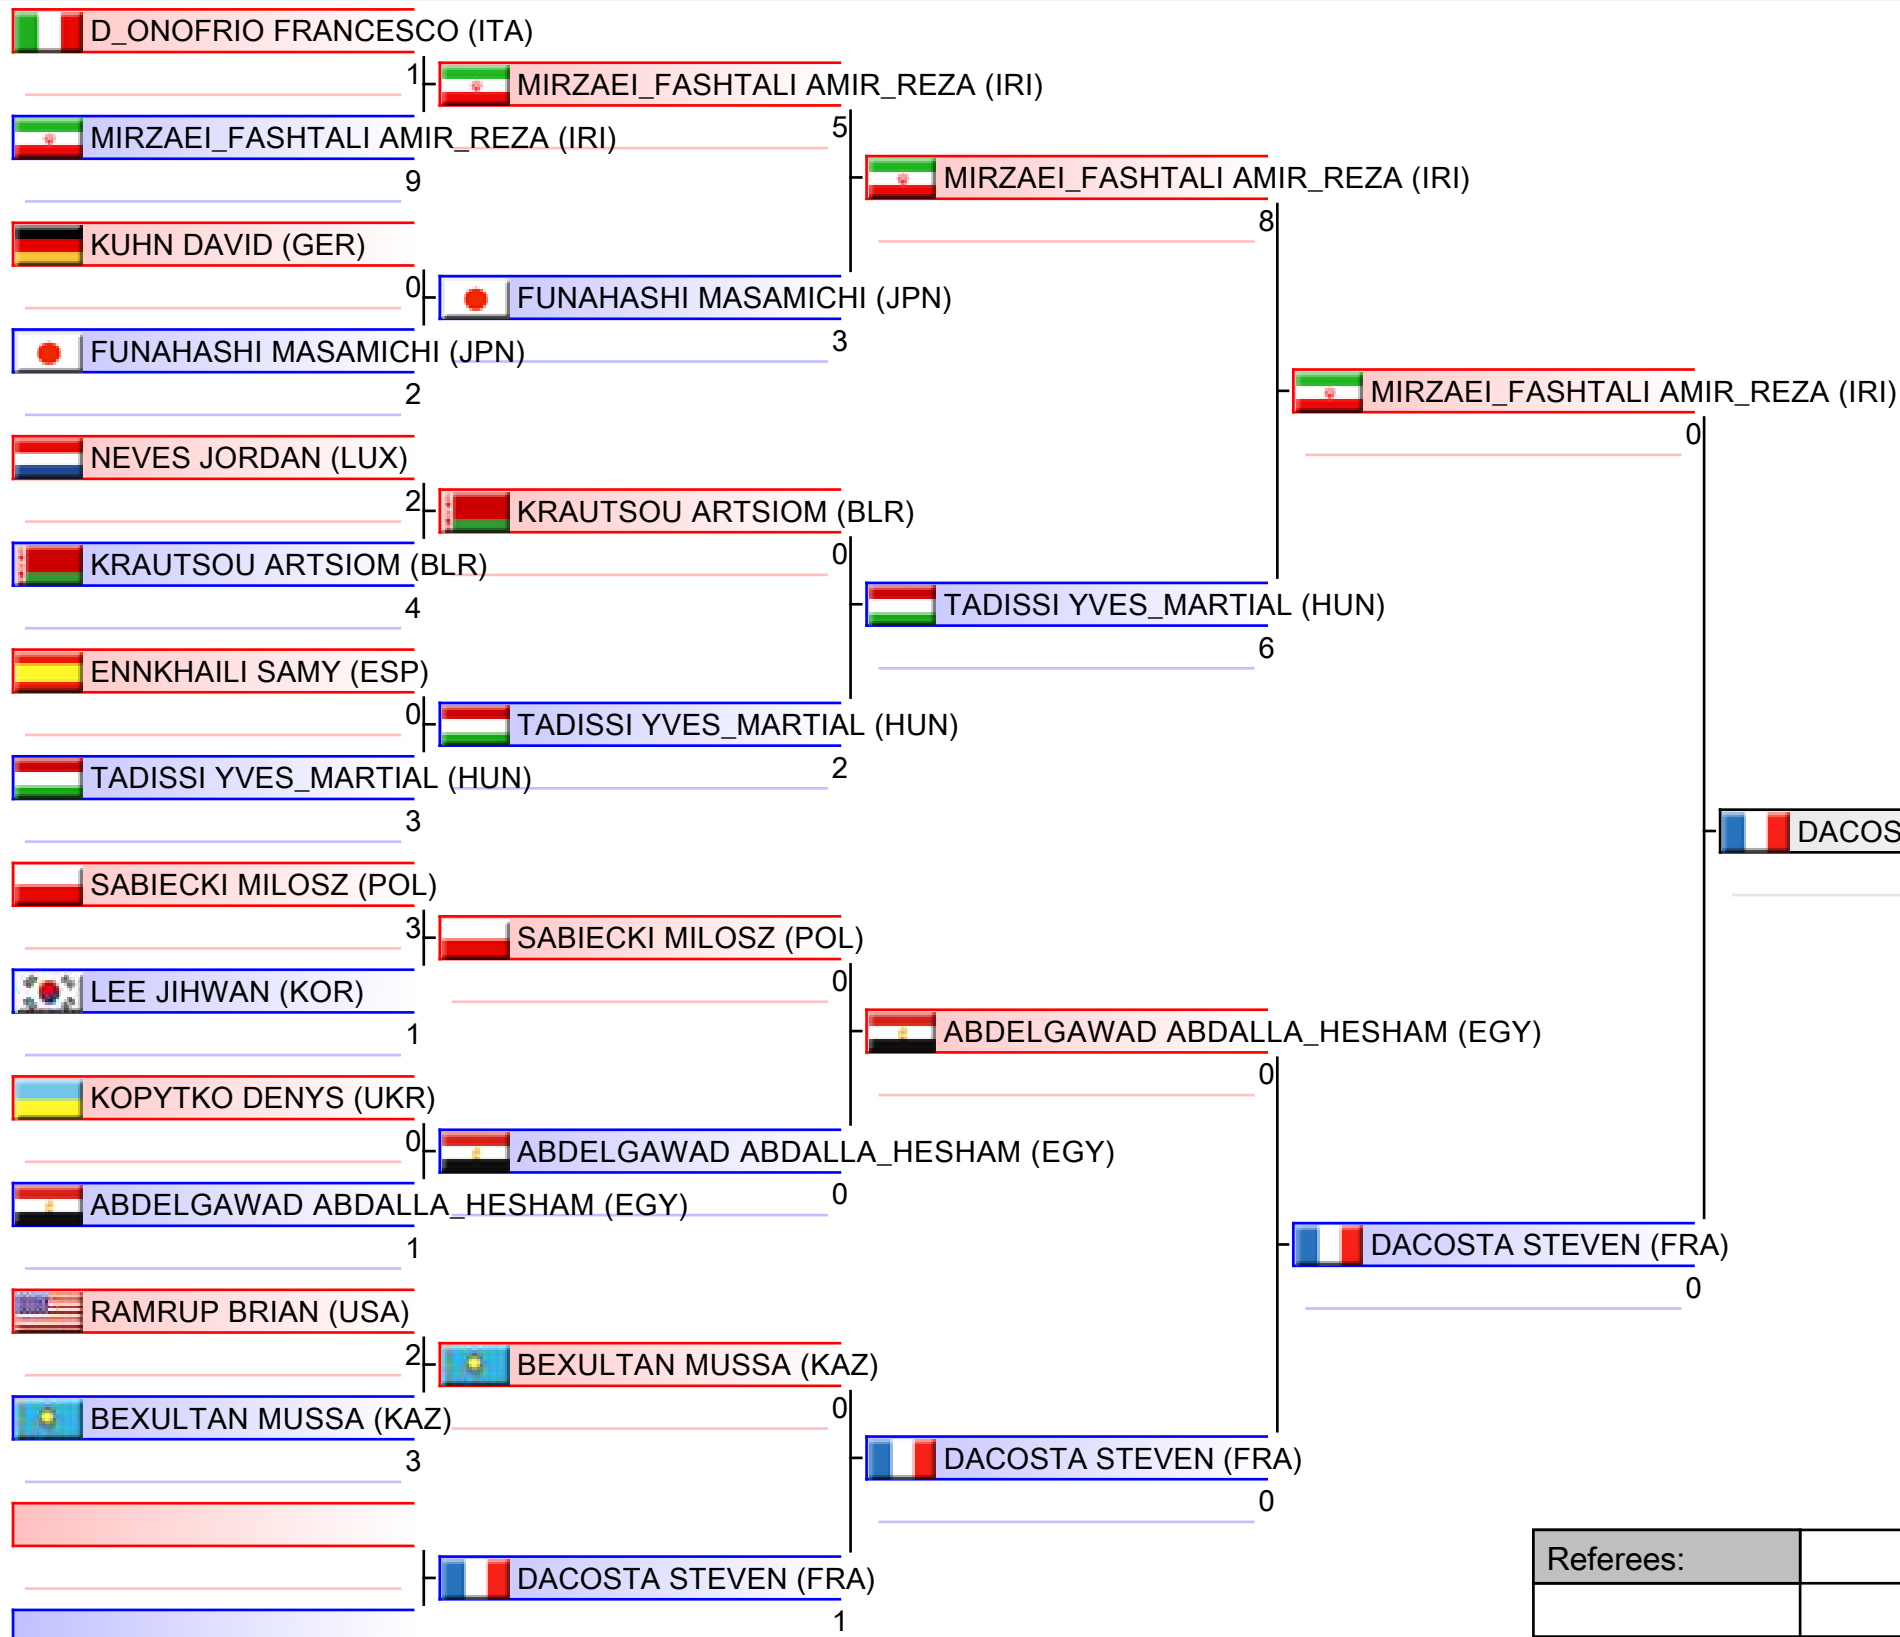 D_ONOFRIO FRANCESCO (ITA)
1
MIRZAEI_FASHTALI AMIR_REZA (IRI)
9
KUHN DAVID (GER)
0
FUNAHASHI MASAMICHI (JPN)
2
NEVES JORDAN (LUX)
2
KRAUTSOU ARTSIOM (BLR)
4
ENNKHAILI SAMY (ESP)
0
TADISSI YVES_MARTIAL (HUN)
3
SABIECKI MILOSZ (POL)
3
LEE JIHWAN (KOR)
1
KOPYTKO DENYS (UKR)
0
ABDELGAWAD ABDALLA_HESHAM (EGY)
1
RAMRUP BRIAN (USA)
2
BEXULTAN MUSSA (KAZ)
3
MIRZAEI_FASHTALI AMIR_REZA (IRI)
5
FUNAHASHI MASAMICHI (JPN)
3
KRAUTSOU ARTSIOM (BLR)
0
TADISSI YVES_MARTIAL (HUN)
2
SABIECKI MILOSZ (POL)
0
ABDELGAWAD ABDALLA_HESHAM (EGY)
0
BEXULTAN MUSSA (KAZ)
0
DACOSTA STEVEN (FRA)
1
MIRZAEI_FASHTALI AMIR_REZA (IRI)
8
TADISSI YVES_MARTIAL (HUN)
6
ABDELGAWAD ABDALLA_HESHAM (EGY)
0
DACOSTA STEVEN (FRA)
0
MIRZAEI_FASHTALI AMIR_REZA (IRI)
0
DACOSTA STEVEN (FRA)
0
DACOS
Referees: